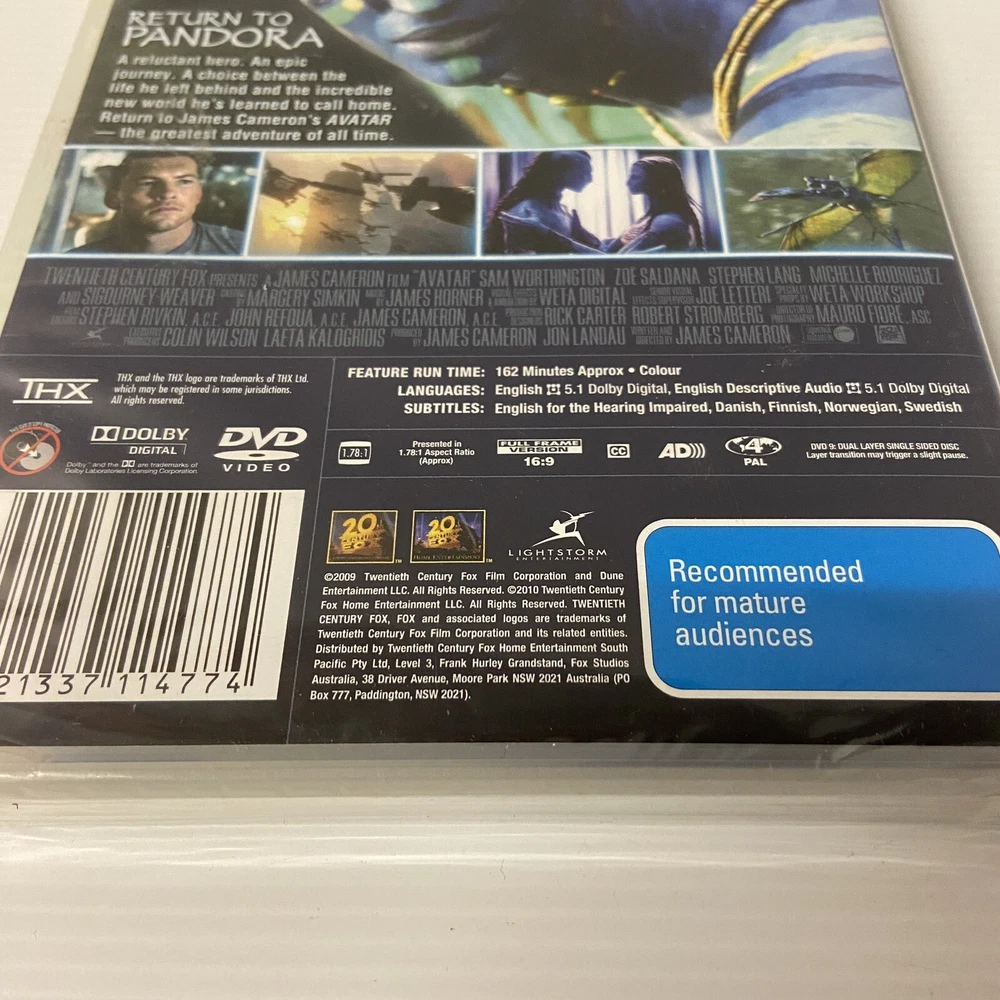 RETURN TO
PANDORA
A reluctant hero. An epic
journey. A choice between the
life he left behind and the incredible
new world he's learned to call home.
Return to James Cameron's AVATAR
— the greatest adventure of all time.
TWENTIETH CENTURY FOX PRESENTS A JAMES CAMERON FILM "AVATAR" SAM WORTHINGTON ZOE SALDANA STEPHEN LANG MICHELLE RODRIGUEZ
AND SIGOURNEY WEAVER MARGERY SIMKIN JAMES HORNER WETA DIGITAL JOE LETTERI WETA WORKSHOP
STEPHEN RIVKIN, A.C.E. JOHN REFOUA, A.C.E. JAMES CAMERON, A.C.E. RICK CARTER ROBERT STROMBERG MAURO FIORE, ASC
COLIN WILSON LAETA KALOGRIDIS JAMES CAMERON JON LANDAU JAMES CAMERON
THX
THX and the THX logo are trademarks of THX Ltd.
which may be registered in some jurisdictions.
All rights reserved.
FEATURE RUN TIME: 162 Minutes Approx • Colour
LANGUAGES: English 5.1 Dolby Digital, English Descriptive Audio 5.1 Dolby Digital
SUBTITLES: English for the Hearing Impaired, Danish, Finnish, Norwegian, Swedish
DOLBY
DIGITAL
Dolby and the DD are trademarks of
Dolby Laboratories Licensing Corporation.
DVD
VIDEO
1.78:1
Presented in
1.78:1 Aspect Ratio
(Approx)
FULL FRAME
VERSION
16:9
CC
AD
4
PAL
DVD 9: DUAL LAYER SINGLE SIDED DISC
Layer transition may trigger a slight pause.
20
CENTURY
FOX
TM
20
CENTURY
FOX
HOME ENTERTAINMENT
TM
LIGHTSTORM
ENTERTAINMENT
©2009 Twentieth Century Fox Film Corporation and Dune
Entertainment LLC. All Rights Reserved. ©2010 Twentieth Century
Fox Home Entertainment LLC. All Rights Reserved. TWENTIETH
CENTURY FOX, FOX and associated logos are trademarks of
Twentieth Century Fox Film Corporation and its related entities.
Distributed by Twentieth Century Fox Home Entertainment South
Pacific Pty Ltd, Level 3, Frank Hurley Grandstand, Fox Studios
Australia, 38 Driver Avenue, Moore Park NSW 2021 Australia (PO
Box 777, Paddington, NSW 2021).
Recommended
for mature
audiences
21337 114774